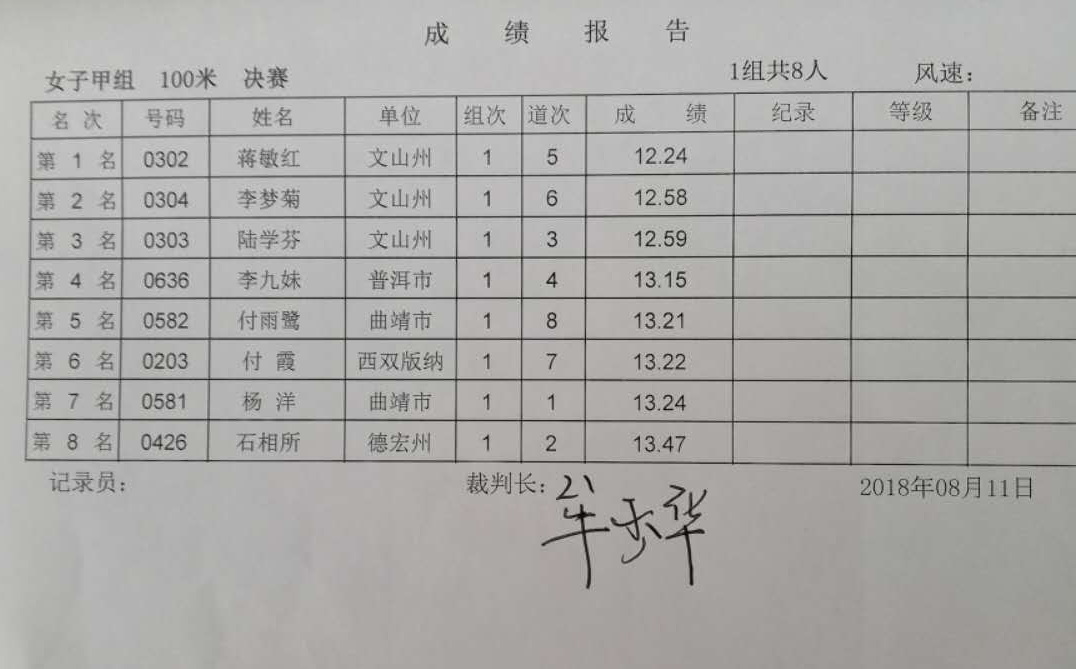 成 绩 报 告
女子甲组 100米 决赛 1组共8人 风速：
名 次 号码 姓名 单位 组次 道次 成 绩 纪录 等级 备注
第 1 名 0302 蒋敏红 文山州 1 5 12.24
第 2 名 0304 李梦菊 文山州 1 6 12.58
第 3 名 0303 陆学芬 文山州 1 3 12.59
第 4 名 0636 李九妹 普洱市 1 4 13.15
第 5 名 0582 付雨鹭 曲靖市 1 8 13.21
第 6 名 0203 付 霞 西双版纳 1 7 13.22
第 7 名 0581 杨 洋 曲靖市 1 1 13.24
第 8 名 0426 石相所 德宏州 1 2 13.47
记录员： 裁判长： 2018年08月11日